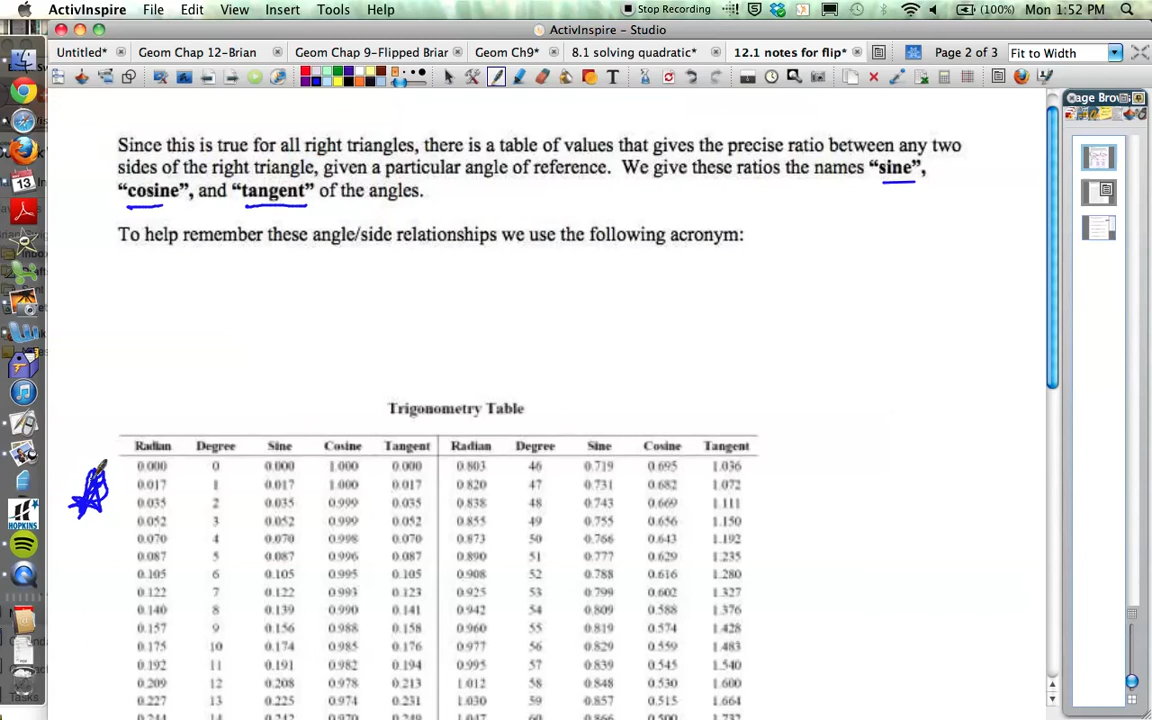 ActivInspire File Edit View Insert Tools Help Stop Recording (100%) Mon 1:52 PM
ActivInspire - Studio
Untitled* Geom Chap 12-Brian Geom Chap 9-Flipped Briar Geom Ch9* 8.1 solving quadratic* 12.1 notes for flip* Page 2 of 3 Fit to Width
Since this is true for all right triangles, there is a table of values that gives the precise ratio between any two
sides of the right triangle, given a particular angle of reference. We give these ratios the names “sine”,
“cosine”, and “tangent” of the angles.
To help remember these angle/side relationships we use the following acronym:
Trigonometry Table
Radian Degree Sine Cosine Tangent Radian Degree Sine Cosine Tangent
0.000 0 0.000 1.000 0.000 0.803 46 0.719 0.695 1.036
0.017 1 0.017 1.000 0.017 0.820 47 0.731 0.682 1.072
0.035 2 0.035 0.999 0.035 0.838 48 0.743 0.669 1.111
0.052 3 0.052 0.999 0.052 0.855 49 0.755 0.656 1.150
0.070 4 0.070 0.998 0.070 0.873 50 0.766 0.643 1.192
0.087 5 0.087 0.996 0.087 0.890 51 0.777 0.629 1.235
0.105 6 0.105 0.995 0.105 0.908 52 0.788 0.616 1.280
0.122 7 0.122 0.993 0.123 0.925 53 0.799 0.602 1.327
0.140 8 0.139 0.990 0.141 0.942 54 0.809 0.588 1.376
0.157 9 0.156 0.988 0.158 0.960 55 0.819 0.574 1.428
0.175 10 0.174 0.985 0.176 0.977 56 0.829 0.559 1.483
0.192 11 0.191 0.982 0.194 0.995 57 0.839 0.545 1.540
0.209 12 0.208 0.978 0.213 1.012 58 0.848 0.530 1.600
0.227 13 0.225 0.974 0.231 1.030 59 0.857 0.515 1.664
HOPKINS